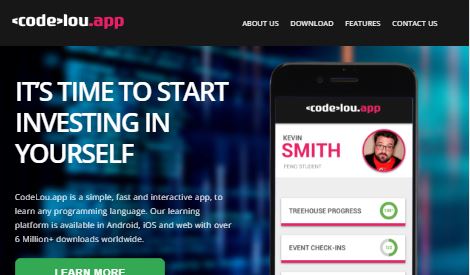 <code>lou.app
ABOUT US DOWNLOAD FEATURES CONTACT US
IT'S TIME TO START
INVESTING IN
YOURSELF
CodeLou.app is a simple, fast and interactive app, to
learn any programming language. Our learning
platform is available in Android, iOS and web with over
6 Million+ downloads worldwide.
LEARN MORE
<code>lou.app
KEVIN
SMITH
TREEHOUSE PROGRESS
EVENT CHECK-INS